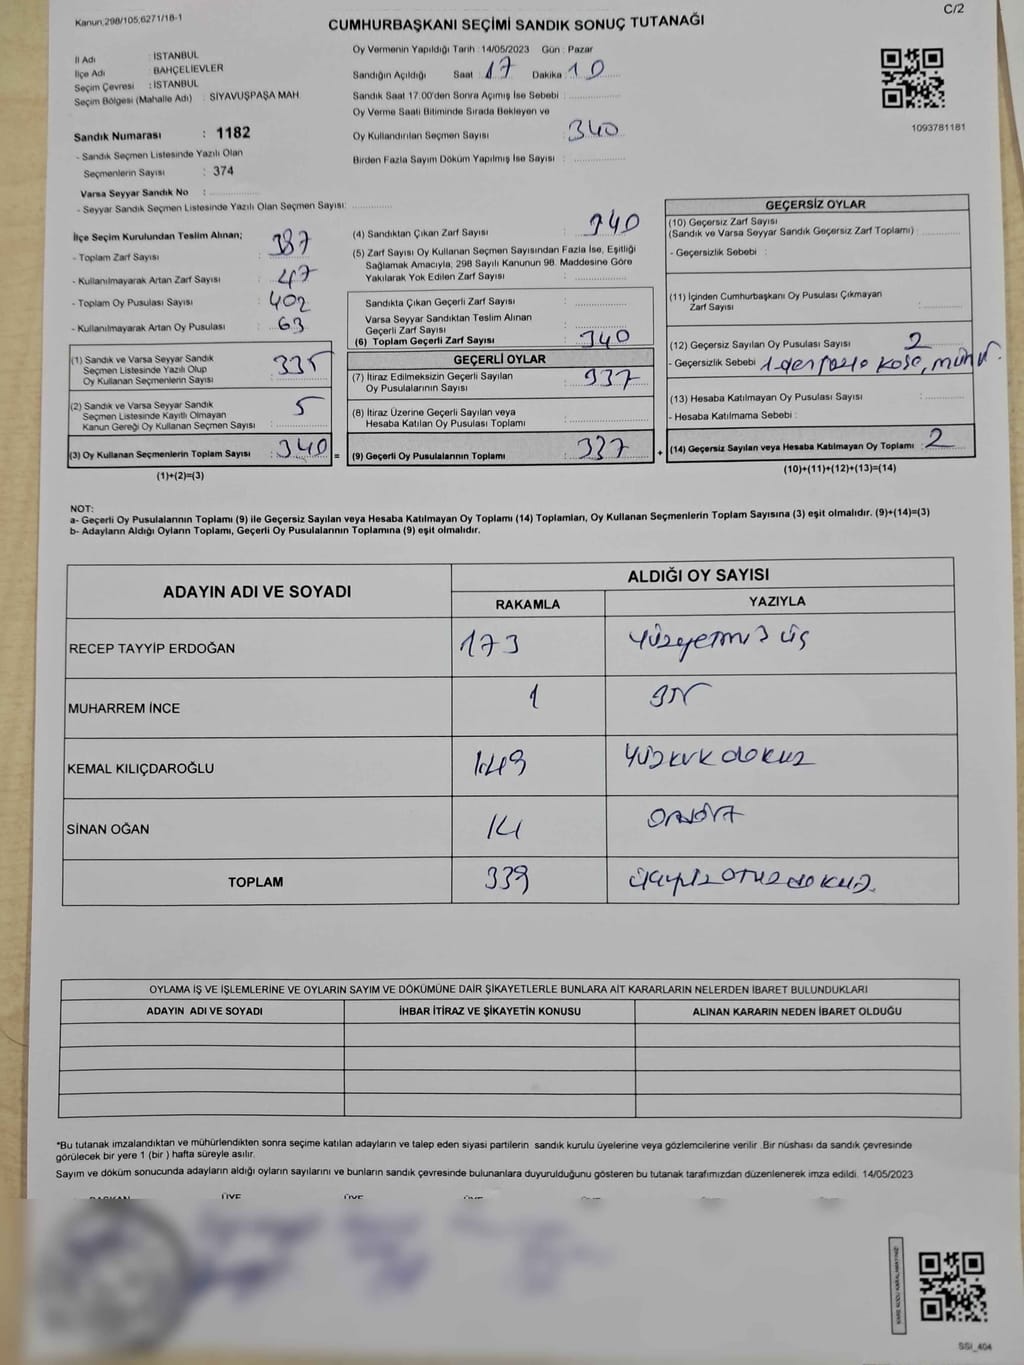 Kanun,298/105,6271/18-1
C/2
CUMHURBAŞKANI SEÇİMİ SANDIK SONUÇ TUTANAĞI
İl Adı : İSTANBUL
İlçe Adı : BAHÇELİEVLER
Seçim Çevresi : İSTANBUL
Seçim Bölgesi (Mahalle Adı) : SİYAVUŞPAŞA MAH.
Sandık Numarası : 1182
- Sandık Seçmen Listesinde Yazılı Olan
Seçmenlerin Sayısı : 374
Varsa Seyyar Sandık No :
- Seyyar Sandık Seçmen Listesinde Yazılı Olan Seçmen Sayısı:
Oy Vermenin Yapıldığı Tarih : 14/05/2023 Gün : Pazar
Sandığın Açıldığı Saat : 17 Dakika : 10
Sandık Saat 17:00'den Sonra Açımış İse Sebebi :
Oy Verme Saati Bitiminde Sırada Bekleyen ve
Oy Kullandırılan Seçmen Sayısı : 340
Birden Fazla Sayım Döküm Yapılmış İse Sayısı :
1093781181
İlçe Seçim Kurulundan Teslim Alınan;
- Toplam Zarf Sayısı : 387
- Kullanılmayarak Artan Zarf Sayısı : 47
- Toplam Oy Pusulası Sayısı : 402
- Kullanılmayarak Artan Oy Pusulası : 63
(1) Sandık ve Varsa Seyyar Sandık
Seçmen Listesinde Yazılı Olup
Oy Kullanan Seçmenlerin Sayısı : 335
(2) Sandık ve Varsa Seyyar Sandık
Seçmen Listesinde Kayıtlı Olmayan
Kanun Gereği Oy Kullanan Seçmen Sayısı : 5
(3) Oy Kullanan Seçmenlerin Toplam Sayısı : 340 =
(1)+(2)=(3)
(4) Sandıktan Çıkan Zarf Sayısı : 340
(5) Zarf Sayısı Oy Kullanan Seçmen Sayısından Fazla İse, Eşitliği
Sağlamak Amacıyla, 298 Sayılı Kanunun 98. Maddesine Göre
Yakılarak Yok Edilen Zarf Sayısı :
Sandıkta Çıkan Geçerli Zarf Sayısı :
Varsa Seyyar Sandıktan Teslim Alınan
Geçerli Zarf Sayısı :
(6) Toplam Geçerli Zarf Sayısı : 340
GEÇERLİ OYLAR
(7) İtiraz Edilmeksizin Geçerli Sayılan
Oy Pusulalarının Sayısı : 337
(8) İtiraz Üzerine Geçerli Sayılan veya
Hesaba Katılan Oy Pusulası Toplamı :
(9) Geçerli Oy Pusulalarının Toplamı : 337 +
GEÇERSİZ OYLAR
(10) Geçersiz Zarf Sayısı
(Sandık ve Varsa Seyyar Sandık Geçersiz Zarf Toplamı) :
- Geçersizlik Sebebi :
(11) İçinden Cumhurbaşkanı Oy Pusulası Çıkmayan
Zarf Sayısı :
(12) Geçersiz Sayılan Oy Pusulası Sayısı : 2
- Geçersizlik Sebebi : 1 den fazla kaşe, mühür.
(13) Hesaba Katılmayan Oy Pusulası Sayısı :
- Hesaba Katılmama Sebebi :
(14) Geçersiz Sayılan veya Hesaba Katılmayan Oy Toplamı : 2
(10)+(11)+(12)+(13)=(14)
NOT:
a- Geçerli Oy Pusulalarının Toplamı (9) ile Geçersiz Sayılan veya Hesaba Katılmayan Oy Toplamı (14) Toplamları, Oy Kullanan Seçmenlerin Toplam Sayısına (3) eşit olmalıdır. (9)+(14)=(3)
b- Adayların Aldığı Oyların Toplamı, Geçerli Oy Pusulalarının Toplamına (9) eşit olmalıdır.
ADAYIN ADI VE SOYADI
ALDIĞI OY SAYISI
RAKAMLA YAZIYLA
RECEP TAYYİP ERDOĞAN 173 Yüzyetmiş üç
MUHARREM İNCE 1 Bir
KEMAL KILIÇDAROĞLU 149 Yüzkırk dokuz
SİNAN OĞAN 14 Ondört
TOPLAM 339 Üçyüz otuz dokuz.
OYLAMA İŞ VE İŞLEMLERİNE VE OYLARIN SAYIM VE DÖKÜMÜNE DAİR ŞİKAYETLERLE BUNLARA AİT KARARLARIN NELERDEN İBARET BULUNDUKLARI
ADAYIN ADI VE SOYADI İHBAR İTİRAZ VE ŞİKAYETİN KONUSU ALINAN KARARIN NEDEN İBARET OLDUĞU
*Bu tutanak imzalandıktan ve mühürlendikten sonra seçime katılan adayların ve talep eden siyasi partilerin sandık kurulu üyelerine veya gözlemcilerine verilir .Bir nüshası da sandık çevresinde
görülecek bir yere 1 (bir ) hafta süreyle asılır.
Sayım ve döküm sonucunda adayların aldığı oyların sayılarını ve bunların sandık çevresinde bulunanlara duyurulduğunu gösteren bu tutanak tarafımızdan düzenlenerek imza edildi. 14/05/2023
BAŞKAN ÜYE ÜYE ÜYE
SSI_404